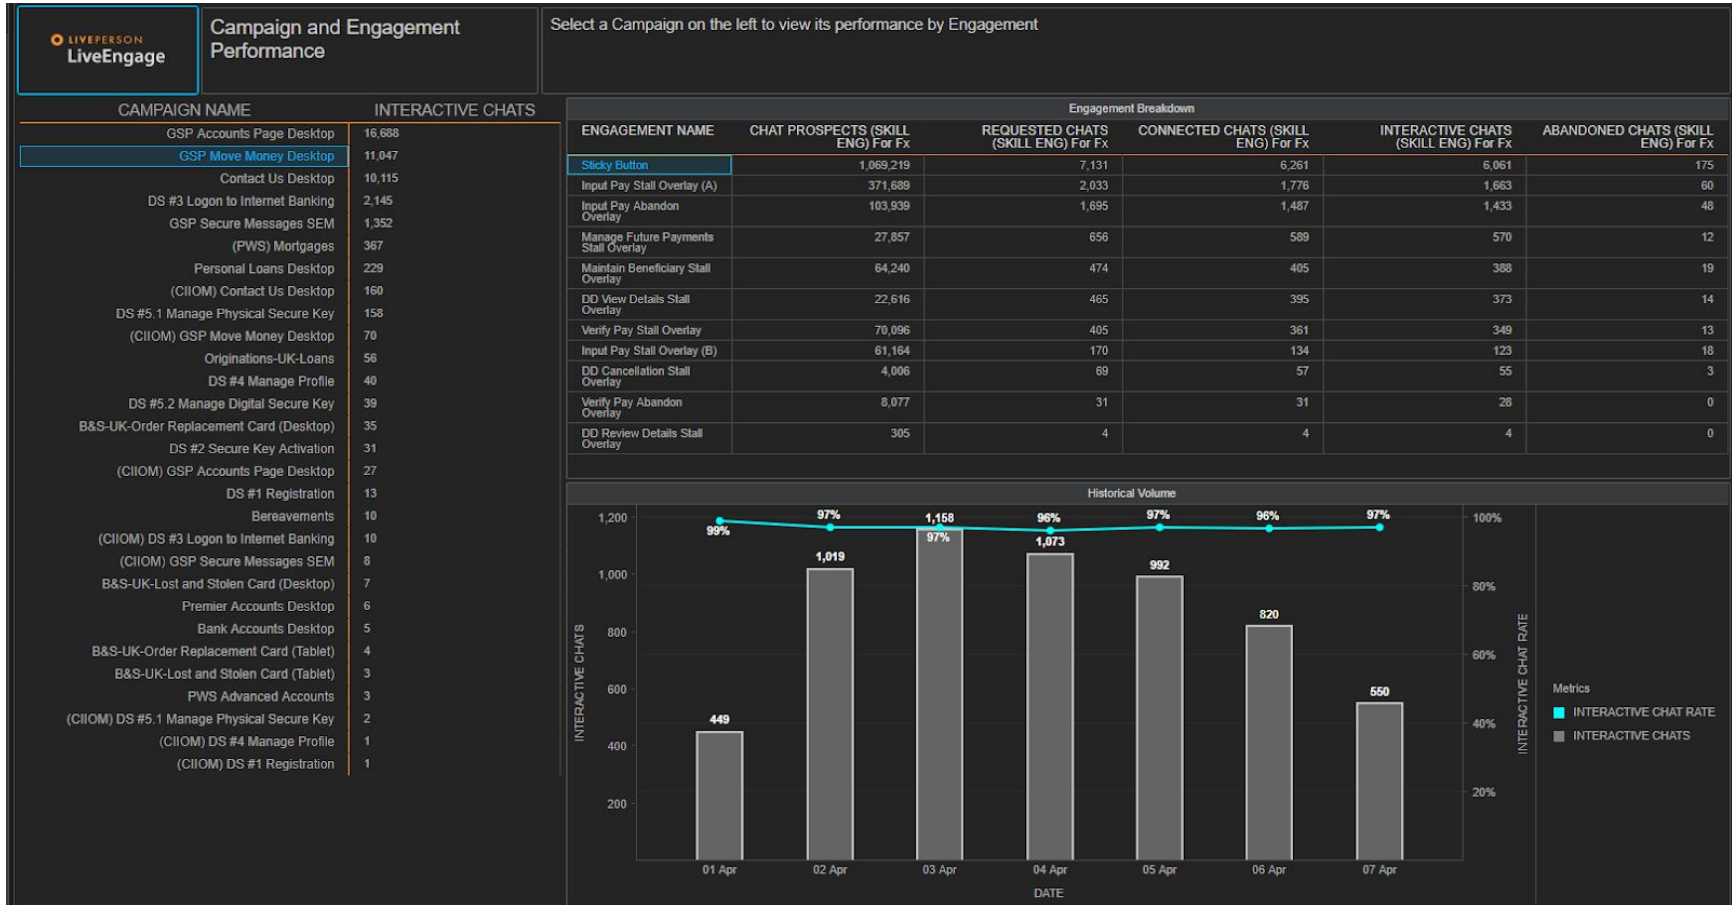 LIVEPERSON
LiveEngage
Campaign and Engagement
Performance
Select a Campaign on the left to view its performance by Engagement
CAMPAIGN NAME INTERACTIVE CHATS
GSP Accounts Page Desktop 16,688
GSP Move Money Desktop 11,047
Contact Us Desktop 10,115
DS #3 Logon to Internet Banking 2,145
GSP Secure Messages SEM 1,352
(PWS) Mortgages 367
Personal Loans Desktop 229
(CIIOM) Contact Us Desktop 160
DS #5.1 Manage Physical Secure Key 158
(CIIOM) GSP Move Money Desktop 70
Originations-UK-Loans 56
DS #4 Manage Profile 40
DS #5.2 Manage Digital Secure Key 39
B&S-UK-Order Replacement Card (Desktop) 35
DS #2 Secure Key Activation 31
(CIIOM) GSP Accounts Page Desktop 27
DS #1 Registration 13
Bereavements 10
(CIIOM) DS #3 Logon to Internet Banking 10
(CIIOM) GSP Secure Messages SEM 8
B&S-UK-Lost and Stolen Card (Desktop) 7
Premier Accounts Desktop 6
Bank Accounts Desktop 5
B&S-UK-Order Replacement Card (Tablet) 4
B&S-UK-Lost and Stolen Card (Tablet) 3
PWS Advanced Accounts 3
(CIIOM) DS #5.1 Manage Physical Secure Key 2
(CIIOM) DS #4 Manage Profile 1
(CIIOM) DS #1 Registration 1
Engagement Breakdown
ENGAGEMENT NAME CHAT PROSPECTS (SKILL REQUESTED CHATS CONNECTED CHATS (SKILL INTERACTIVE CHATS ABANDONED CHATS (SKILL
ENG) For Fx (SKILL ENG) For Fx ENG) For Fx (SKILL ENG) For Fx ENG) For Fx
Sticky Button 1,069,219 7,131 6,261 6,061 175
Input Pay Stall Overlay (A) 371,689 2,033 1,776 1,663 60
Input Pay Abandon 103,939 1,695 1,487 1,433 48
Overlay
Manage Future Payments 27,857 656 589 570 12
Stall Overlay
Maintain Beneficiary Stall 64,240 474 405 388 19
Overlay
DD View Details Stall 22,616 465 395 373 14
Overlay
Verify Pay Stall Overlay 70,096 405 361 349 13
Input Pay Stall Overlay (B) 61,164 170 134 123 18
DD Cancellation Stall 4,006 69 57 55 3
Overlay
Verify Pay Abandon 8,077 31 31 28 0
Overlay
DD Review Details Stall 305 4 4 4 0
Overlay
Historical Volume
1,200
1,000
800
600
400
200
INTERACTIVE CHATS
99% 97% 97% 96% 97% 96% 97%
449 1,019 1,158 1,073 992 820 550
100%
80%
60%
40%
20%
INTERACTIVE CHAT RATE
01 Apr 02 Apr 03 Apr 04 Apr 05 Apr 06 Apr 07 Apr
DATE
Metrics
INTERACTIVE CHAT RATE
INTERACTIVE CHATS